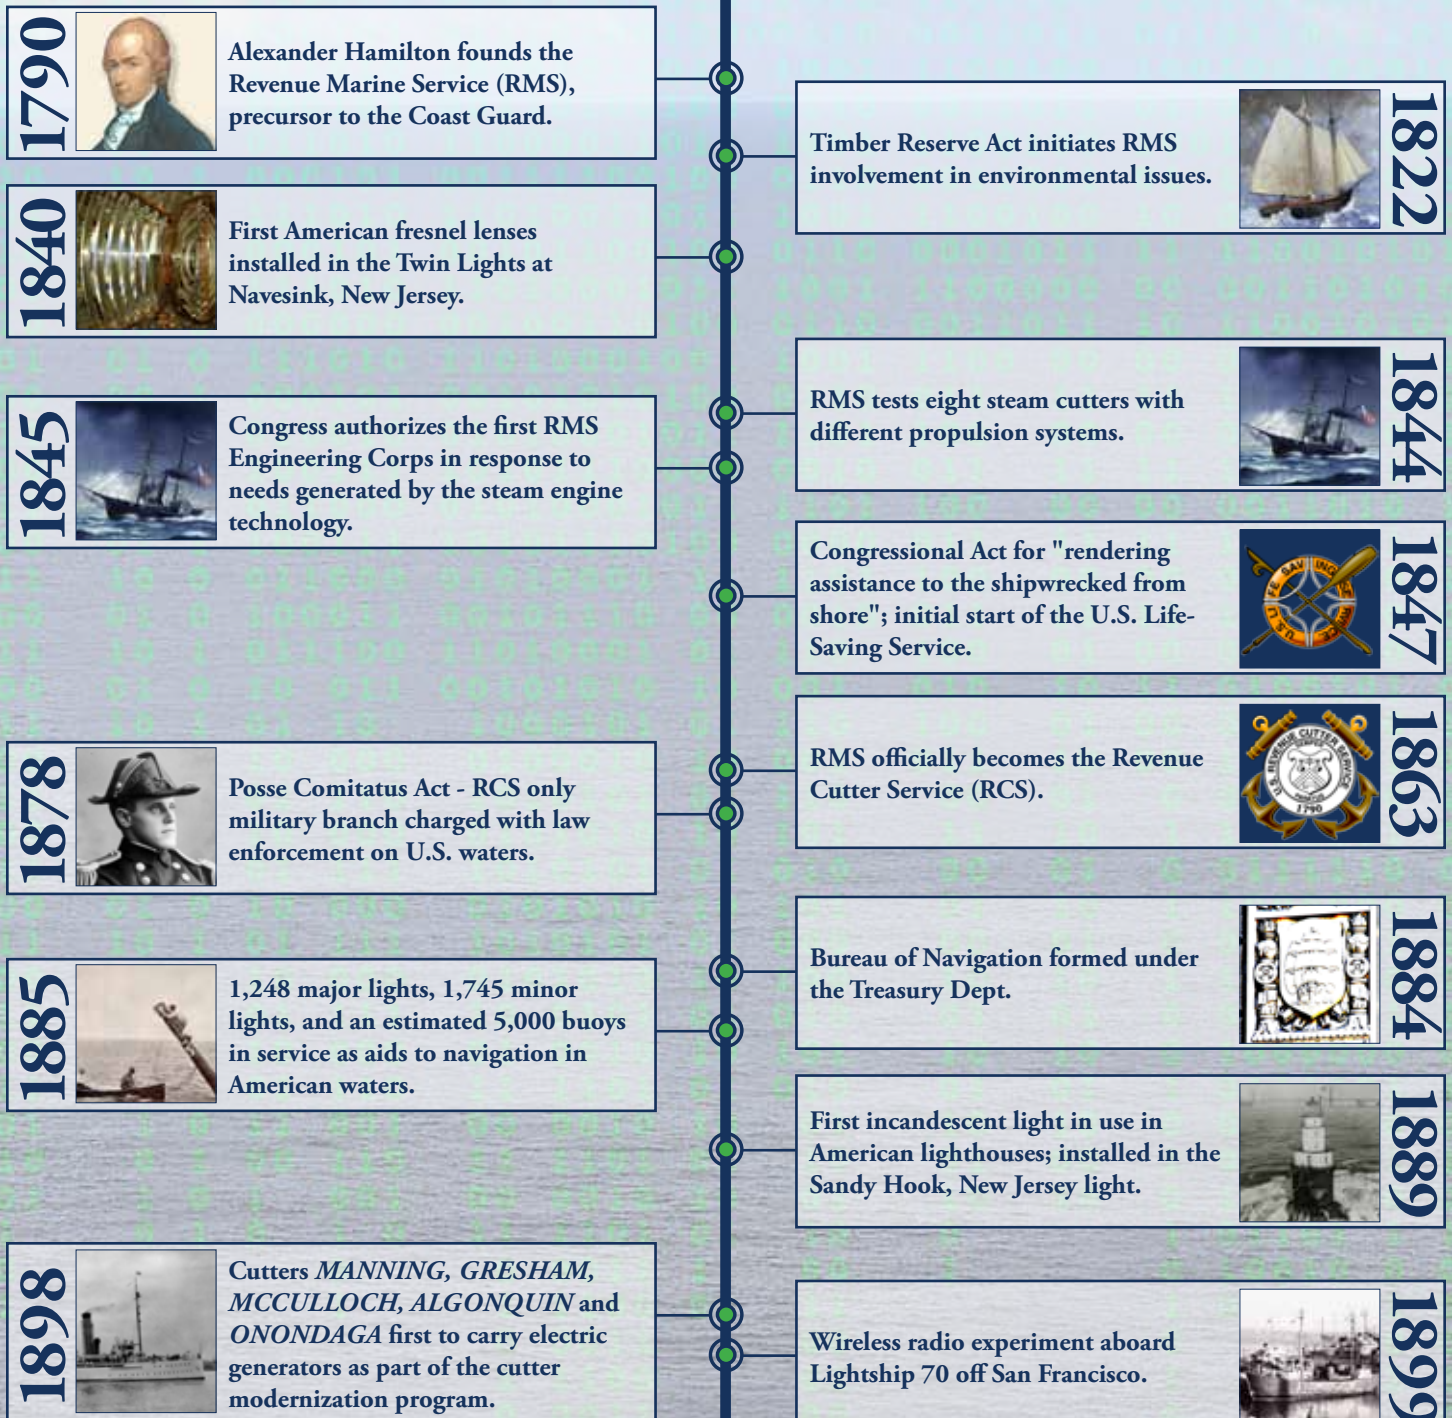 1790
Alexander Hamilton founds the
Revenue Marine Service (RMS),
precursor to the Coast Guard.
1822
Timber Reserve Act initiates RMS
involvement in environmental issues.
1840
First American fresnel lenses
installed in the Twin Lights at
Navesink, New Jersey.
1844
RMS tests eight steam cutters with
different propulsion systems.
1845
Congress authorizes the first RMS
Engineering Corps in response to
needs generated by the steam engine
technology.
1847
Congressional Act for "rendering
assistance to the shipwrecked from
shore"; initial start of the U.S. Life-
Saving Service.
U.S. LIFE SAVING SERVICE
1863
RMS officially becomes the Revenue
Cutter Service (RCS).
U.S. REVENUE CUTTER SERVICE
1790
1878
Posse Comitatus Act - RCS only
military branch charged with law
enforcement on U.S. waters.
1884
Bureau of Navigation formed under
the Treasury Dept.
1885
1,248 major lights, 1,745 minor
lights, and an estimated 5,000 buoys
in service as aids to navigation in
American waters.
1889
First incandescent light in use in
American lighthouses; installed in the
Sandy Hook, New Jersey light.
1898
Cutters MANNING, GRESHAM,
MCCULLOCH, ALGONQUIN and
ONONDAGA first to carry electric
generators as part of the cutter
modernization program.
1899
Wireless radio experiment aboard
Lightship 70 off San Francisco.